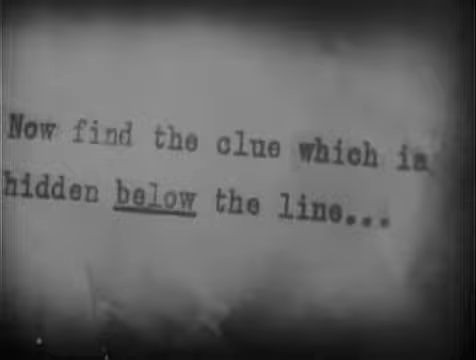 Now find the clue which is
hidden below the line...